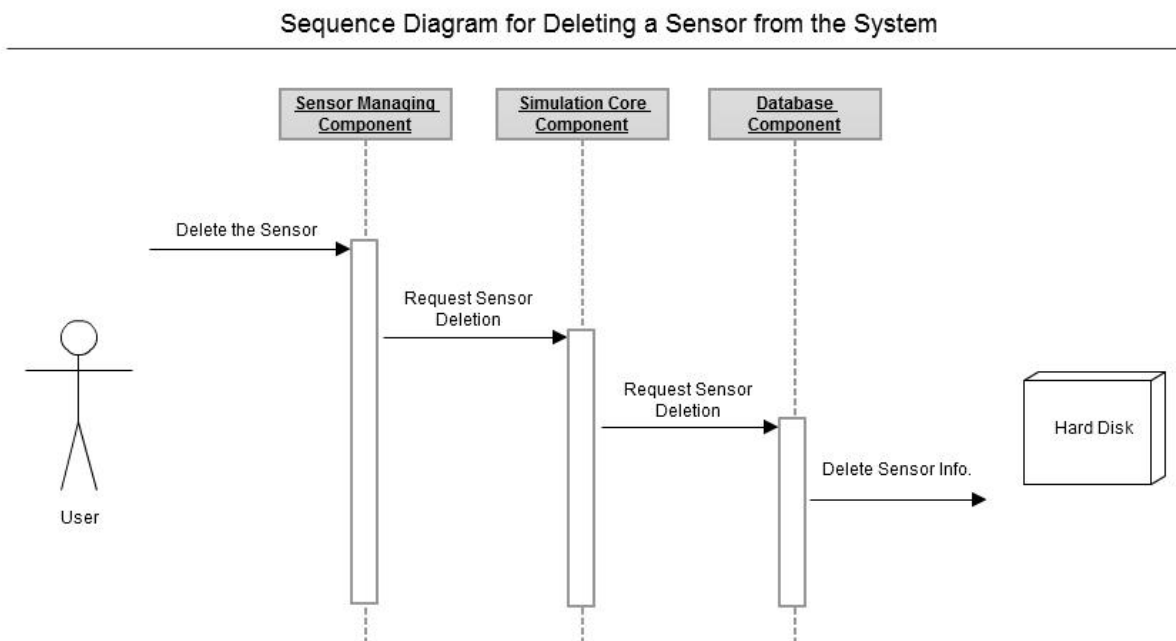 Sequence Diagram for Deleting a Sensor from the System
Sensor Managing
Component
Simulation Core
Component
Database
Component
Delete the Sensor
Request Sensor
Deletion
Request Sensor
Deletion
Delete Sensor Info.
Hard Disk
User